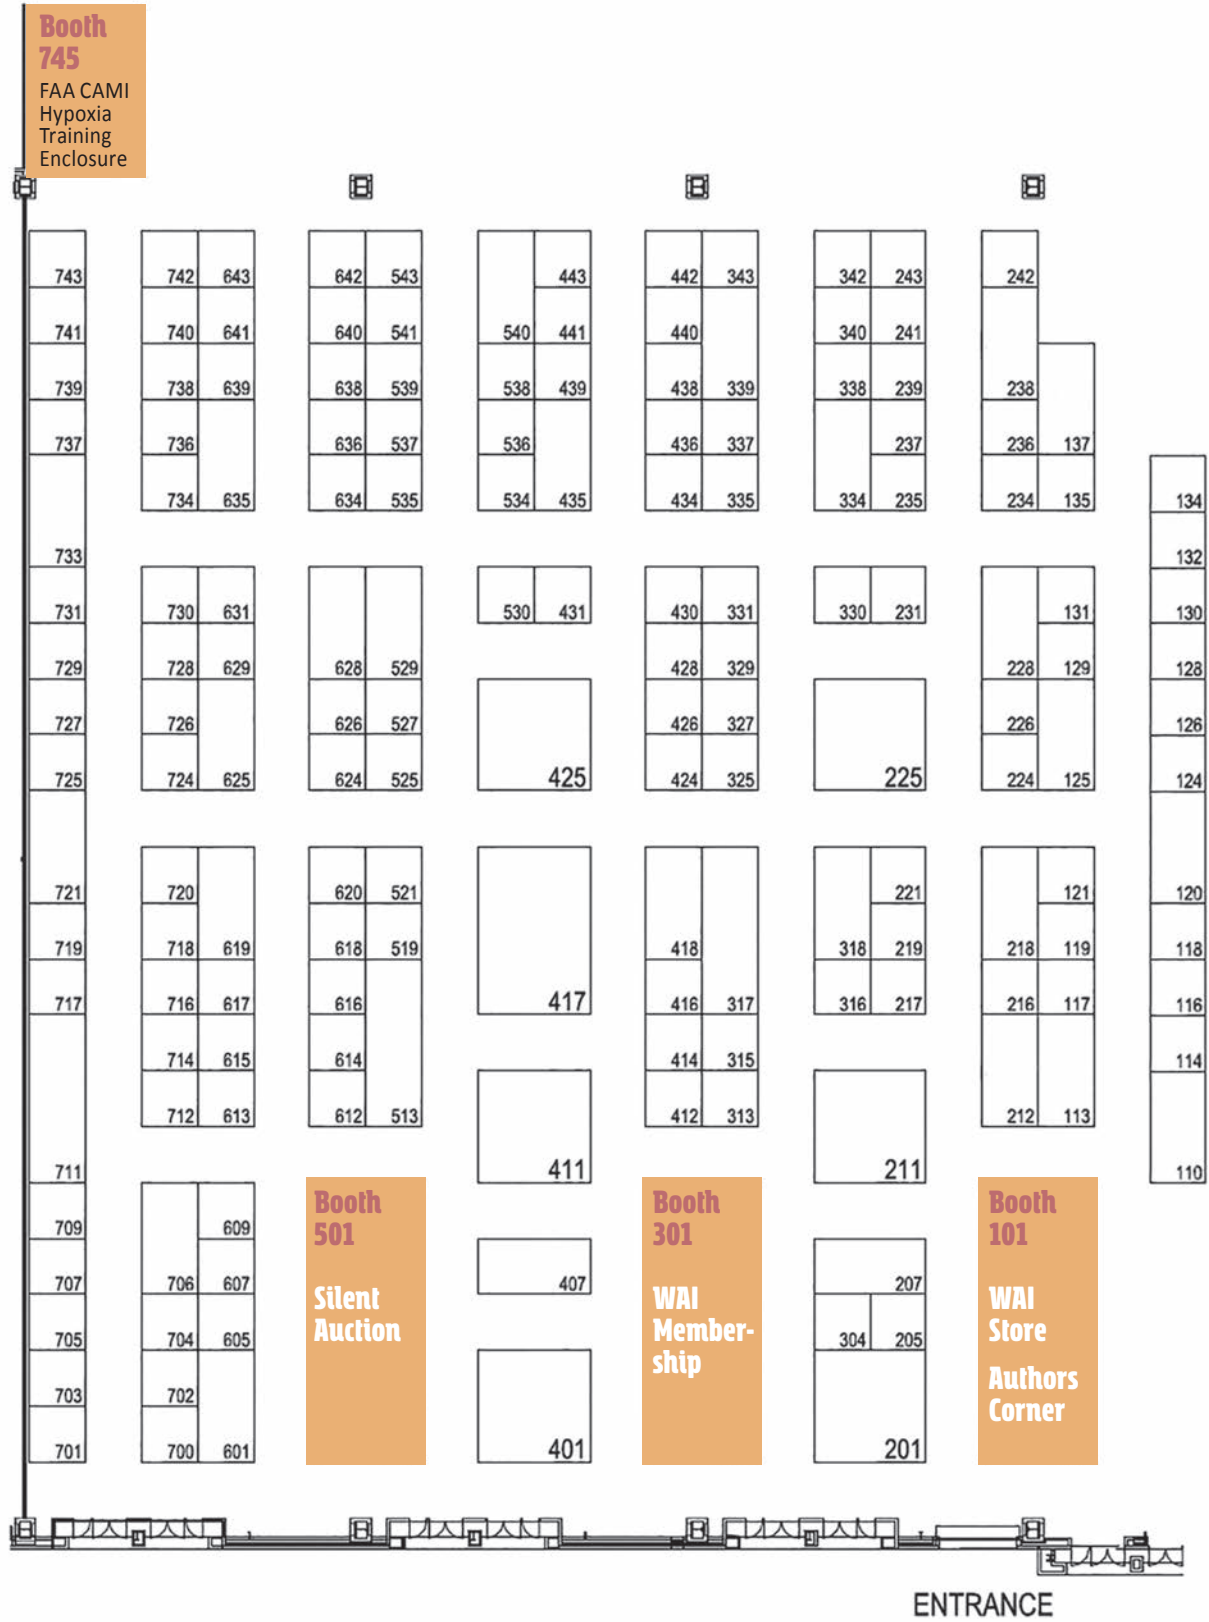 Booth
745
FAA CAMI
Hypoxia
Training
Enclosure
743 742 643 642 543 443 442 343 342 243 242
741 740 641 640 541 540 441 440 340 241
739 738 639 638 539 538 439 438 339 338 239 238
737 736 636 537 536 436 337 237 236 137
734 635 634 535 534 435 434 335 334 235 234 135 134
733 132
731 730 631 530 431 430 331 330 231 131 130
729 728 629 628 529 428 329 228 129 128
727 726 626 527 426 327 226 126
725 724 625 624 525 425 424 325 225 224 125 124
721 720 620 521 221 121 120
719 718 619 618 519 418 318 219 218 119 118
717 716 617 616 417 416 317 316 217 216 117 116
714 615 614 414 315 114
712 613 612 513 412 313 212 113
711 411 211 110
Booth
501
Silent
Auction
Booth
301
WAI
Member-
ship
Booth
101
WAI
Store
Authors
Corner
709 609
707 706 607 407 207
705 704 605 304 205
703 702
701 700 601 401 201
ENTRANCE